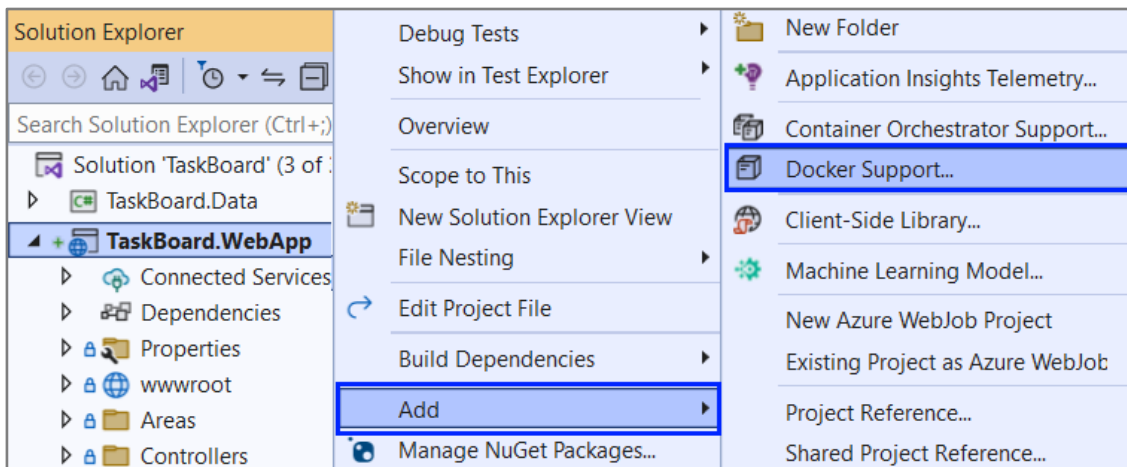 Solution Explorer
Search Solution Explorer (Ctrl+;)
Solution 'TaskBoard' (3 of
C# TaskBoard.Data
TaskBoard.WebApp
Connected Services
Dependencies
Properties
wwwroot
Areas
Controllers
Debug Tests
Show in Test Explorer
Overview
Scope to This
New Solution Explorer View
File Nesting
Edit Project File
Build Dependencies
Add
Manage NuGet Packages...
New Folder
Application Insights Telemetry...
Container Orchestrator Support...
Docker Support...
Client-Side Library...
Machine Learning Model...
New Azure WebJob Project
Existing Project as Azure WebJob
Project Reference...
Shared Project Reference...